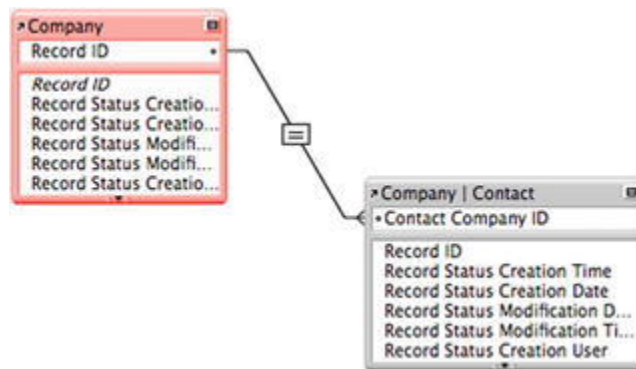 Company
Record ID
Record ID
Record Status Creatio...
Record Status Creatio...
Record Status Modifi...
Record Status Modifi...
Record Status Creatio...
=
Company | Contact
Contact Company ID
Record ID
Record Status Creation Time
Record Status Creation Date
Record Status Modification D...
Record Status Modification Ti...
Record Status Creation User